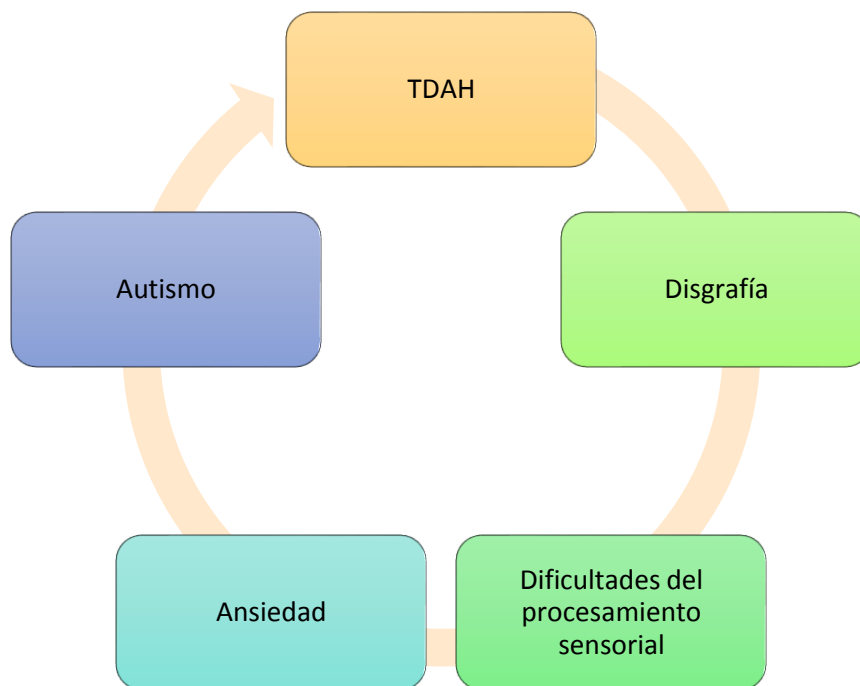 TDAH
Disgrafía
Dificultades del
procesamiento
sensorial
Ansiedad
Autismo